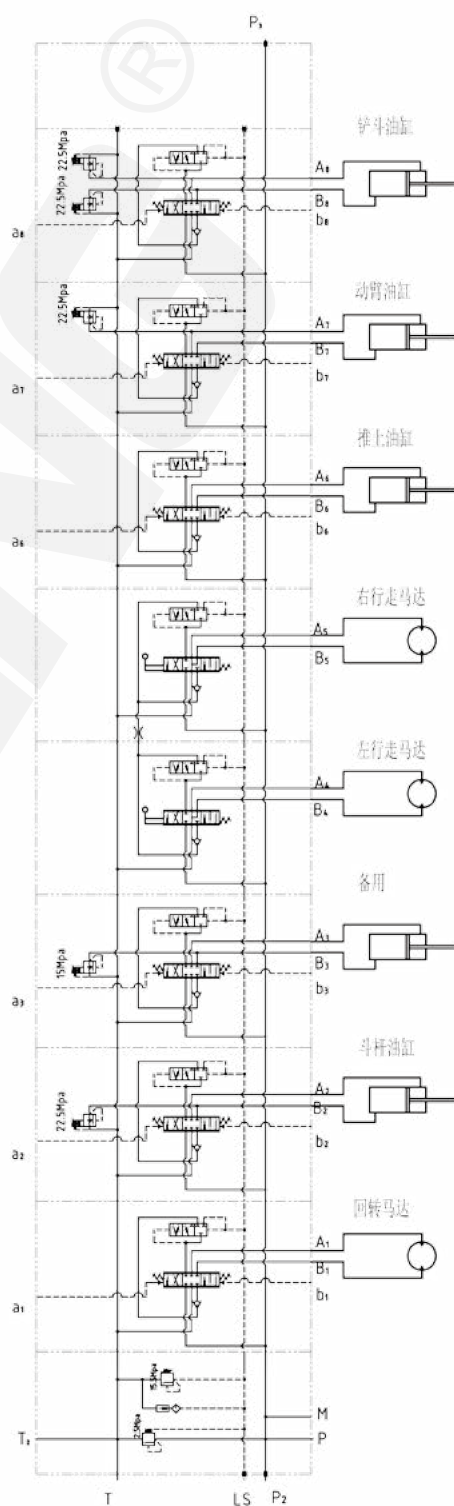 P₃
铲斗油缸
22.5Mpa
22.5Mpa
A₈
B₈
a₈
b₈
动臂油缸
22.5Mpa
A₇
B₇
a₇
b₇
推土油缸
A₆
B₆
a₆
b₆
右行走马达
A₅
B₅
左行走马达
A₄
B₄
备用
15Mpa
A₃
B₃
a₃
b₃
斗杆油缸
22.5Mpa
A₂
B₂
a₂
b₂
回转马达
A₁
B₁
a₁
b₁
2.5Mpa
M
P
T
LS
P₂
®